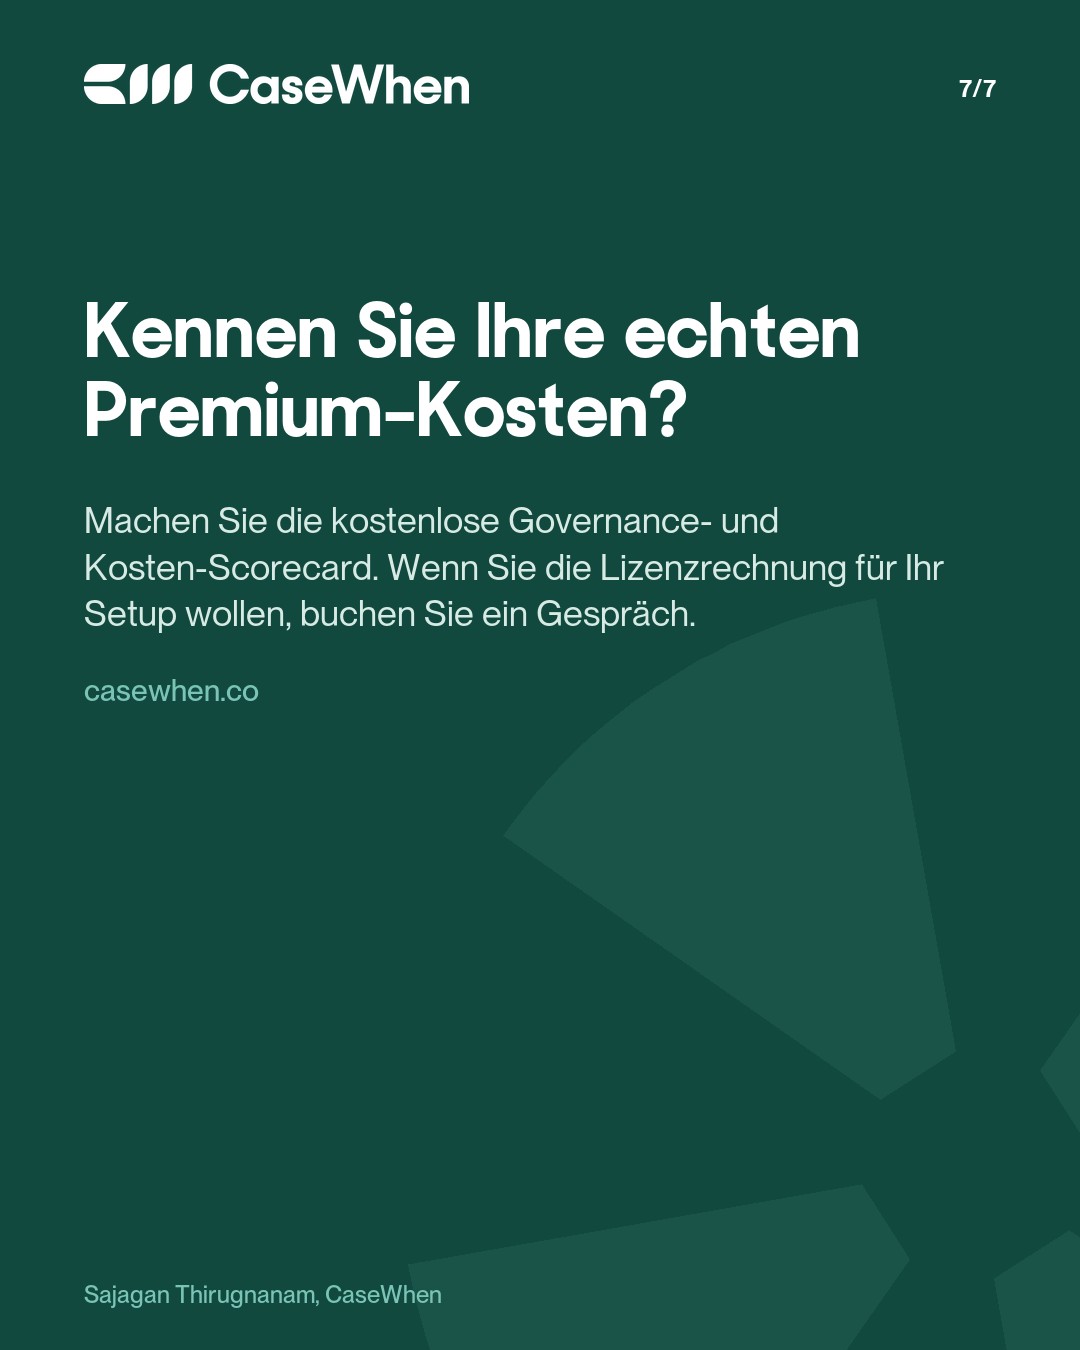 CaseWhen
7/7
Kennen Sie Ihre echten
Premium-Kosten?
Machen Sie die kostenlose Governance- und
Kosten-Scorecard. Wenn Sie die Lizenzrechnung für Ihr
Setup wollen, buchen Sie ein Gespräch.
casewhen.co
Sajagan Thirugnanam, CaseWhen